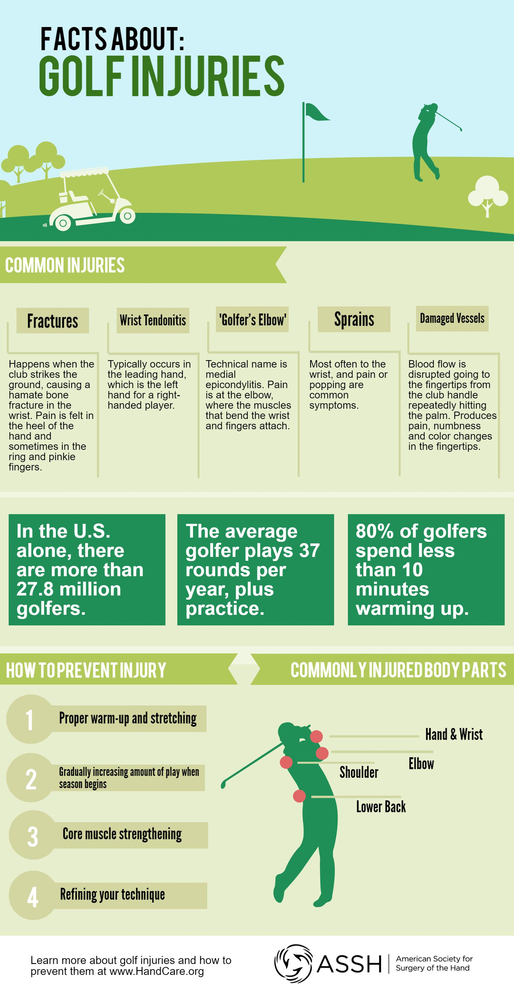 FACTS ABOUT:
GOLF INJURIES
COMMON INJURIES
Fractures
Happens when the
club strikes the
ground, causing a
hamate bone
fracture in the
wrist. Pain is felt in
the heel of the
hand and
sometimes in the
ring and pinkie
fingers.
Wrist Tendonitis
Typically occurs in
the leading hand,
which is the left
hand for a right-
handed player.
'Golfer's Elbow'
Technical name is
medial
epicondylitis. Pain
is at the elbow,
where the muscles
that bend the wrist
and fingers attach.
Sprains
Most often to the
wrist, and pain or
popping are
common
symptoms.
Damaged Vessels
Blood flow is
disrupted going to
the fingertips from
the club handle
repeatedly hitting
the palm. Produces
pain, numbness
and color changes
in the fingertips.
In the U.S.
alone, there
are more than
27.8 million
golfers.
The average
golfer plays 37
rounds per
year, plus
practice.
80% of golfers
spend less
than 10
minutes
warming up.
HOW TO PREVENT INJURY
1
Proper warm-up and stretching
2
Gradually increasing amount of play when
season begins
3
Core muscle strengthening
4
Refining your technique
COMMONLY INJURED BODY PARTS
Hand & Wrist
Elbow
Shoulder
Lower Back
Learn more about golf injuries and how to
prevent them at www.HandCare.org
ASSH
American Society for
Surgery of the Hand